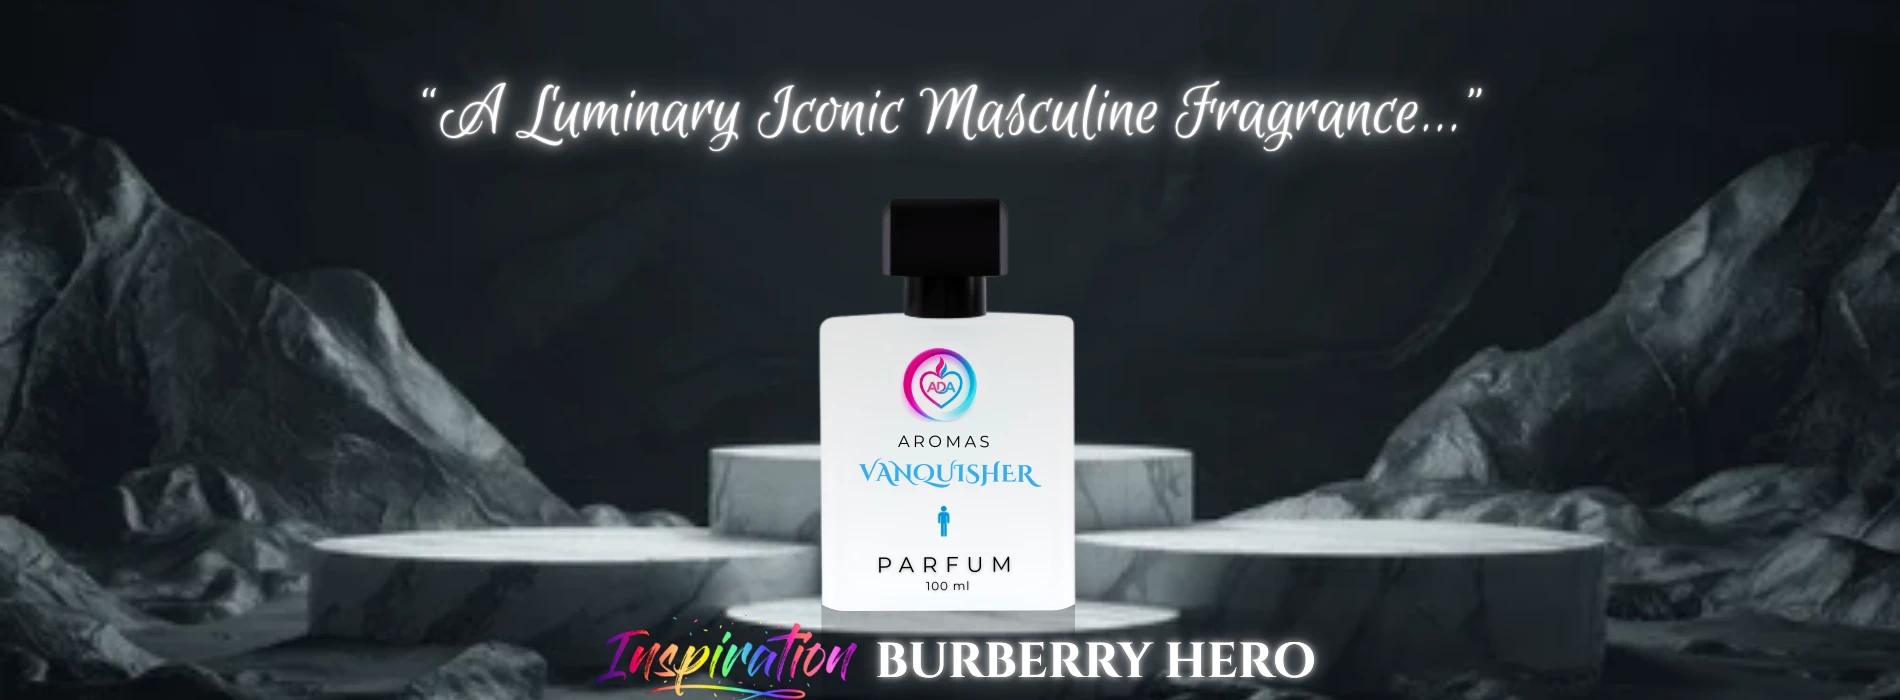 “A Luminary Iconic Masculine Fragrance...”
ADA
AROMAS
VANQUISHER
PARFUM
100 ml
Inspiration BURBERRY HERO